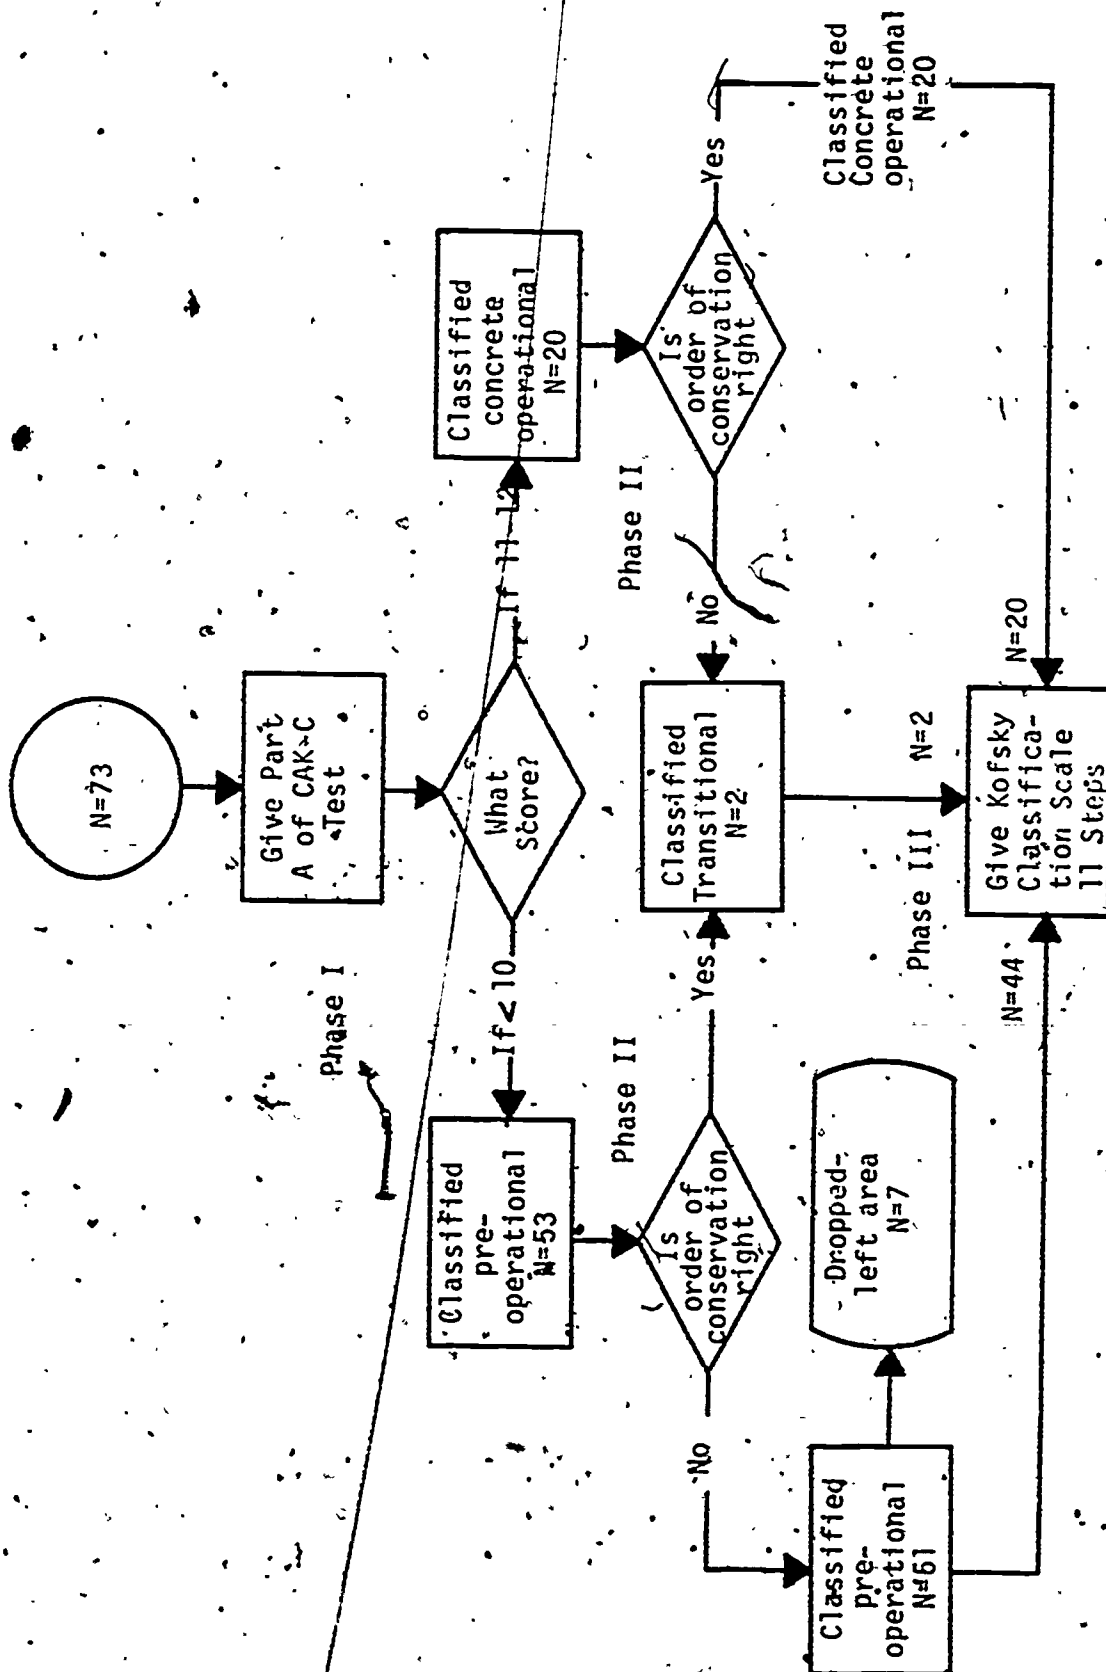 N=73
Give Part
A of CAK-C
Test
Phase I
What
Score?
If < 10
If 11-12
Classified
pre-
operational
N=53
Classified
concrete
operational
N=20
Phase II
Phase II
Is
order of
conservation
right
Is
order of
conservation
right
No
Yes
No
Yes
Classified
Transitional
N=2
Classified
pre-
operational
N=51
Dropped-
left area
N=7
Classified
Concrete
operational
N=20
Phase III
N=44
N=2
N=20
Give Kofsky
Classifica-
tion Scale
11 Steps